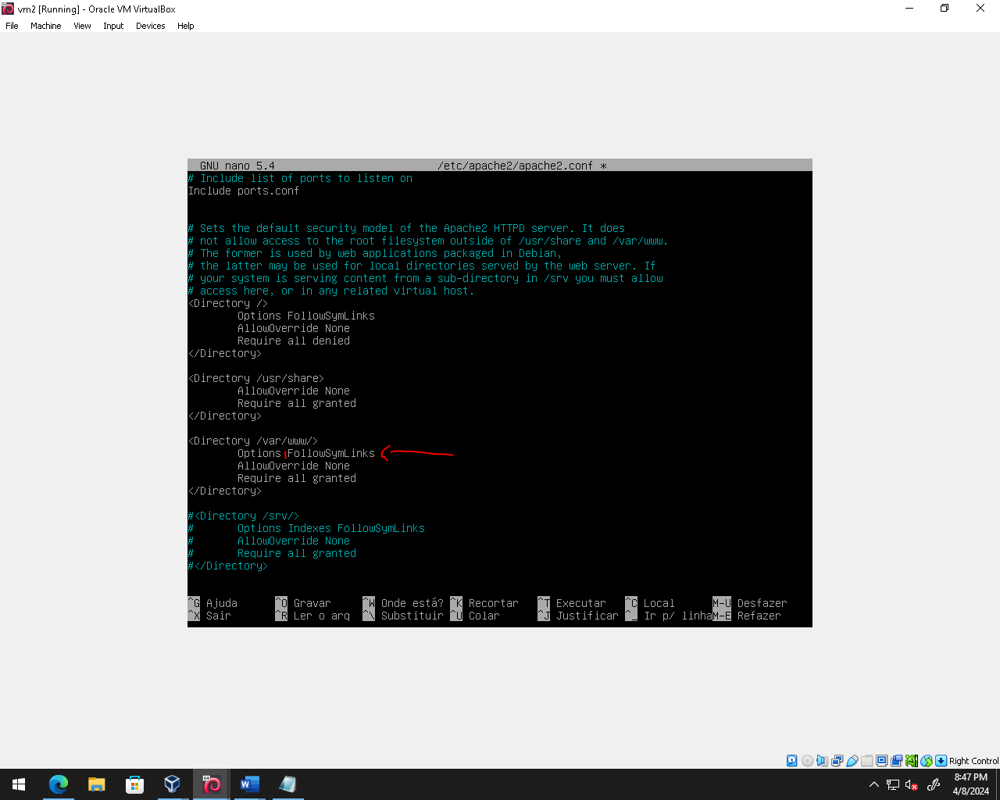 vm2 [Running] - Oracle VM VirtualBox
File Machine View Input Devices Help
GNU nano 5.4 /etc/apache2/apache2.conf *
# Include list of ports to listen on
Include ports.conf
# Sets the default security model of the Apache2 HTTPD server. It does
# not allow access to the root filesystem outside of /usr/share and /var/www.
# The former is used by web applications packaged in Debian,
# the latter may be used for local directories served by the web server. If
# your system is serving content from a sub-directory in /srv you must allow
# access here, or in any related virtual host.
<Directory />
Options FollowSymLinks
AllowOverride None
Require all denied
</Directory>
<Directory /usr/share>
AllowOverride None
Require all granted
</Directory>
<Directory /var/www/>
Options FollowSymLinks
AllowOverride None
Require all granted
</Directory>
#<Directory /srv/>
# Options Indexes FollowSymLinks
# AllowOverride None
# Require all granted
#</Directory>
^G Ajuda ^O Gravar ^W Onde está? ^K Recortar ^T Executar ^C Local M-U Desfazer
^X Sair ^R Ler o arq ^\ Substituir ^U Colar ^J Justificar ^_ Ir p/ linha M-E Refazer
Right Control
64
8:47 PM
4/8/2024